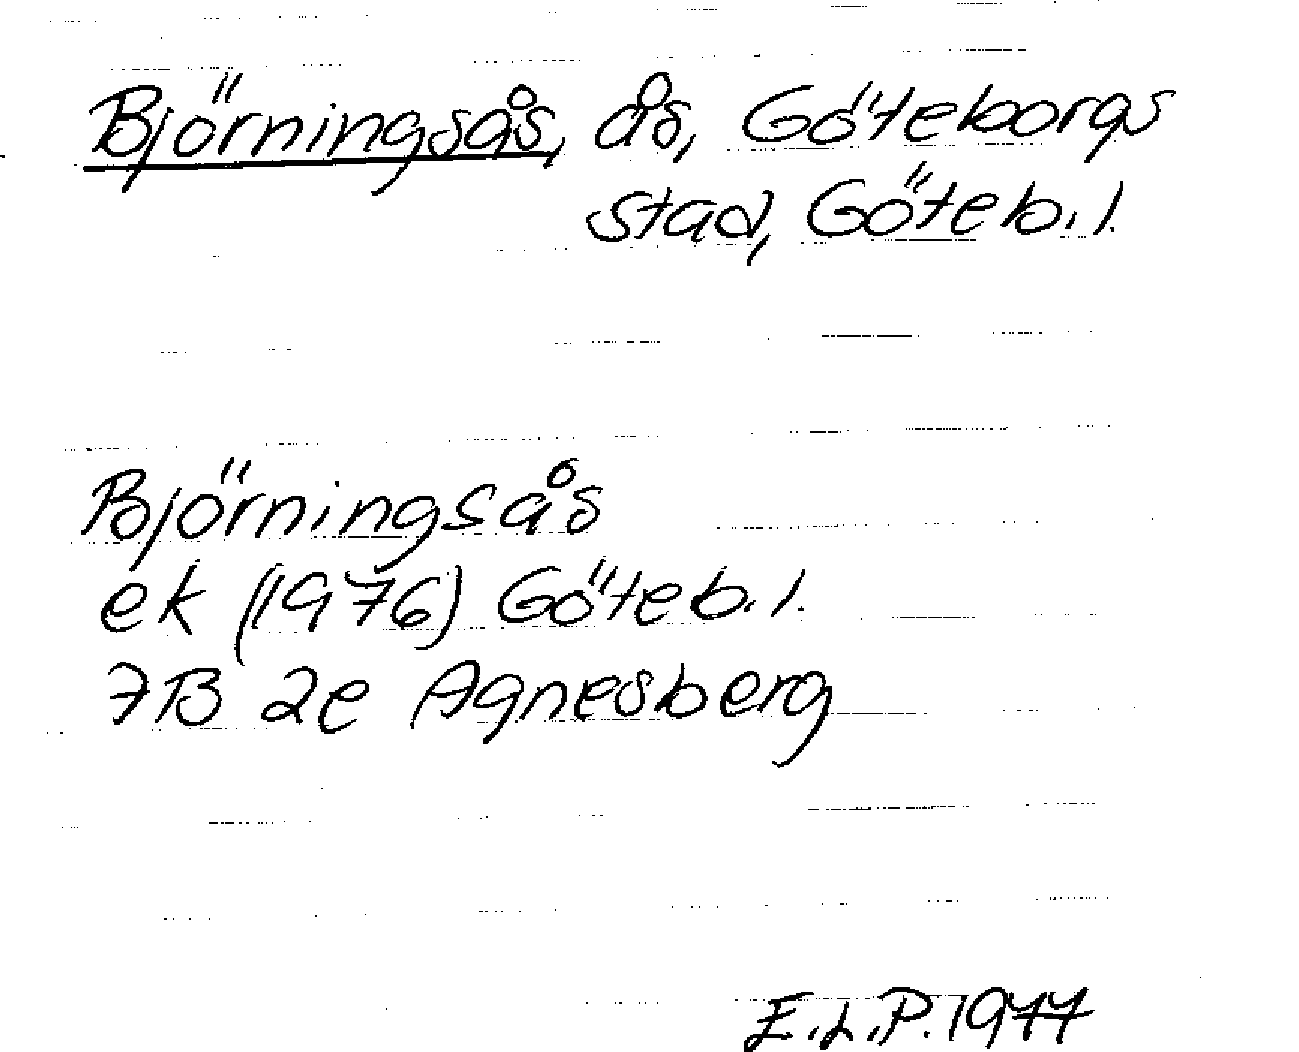 Björningsås, ås, Göteborgs
stad, Göteb. l.
Björningsås
ek (1976) Göteb. l.
7B 2e Agnesberg
E.L.P. 1977